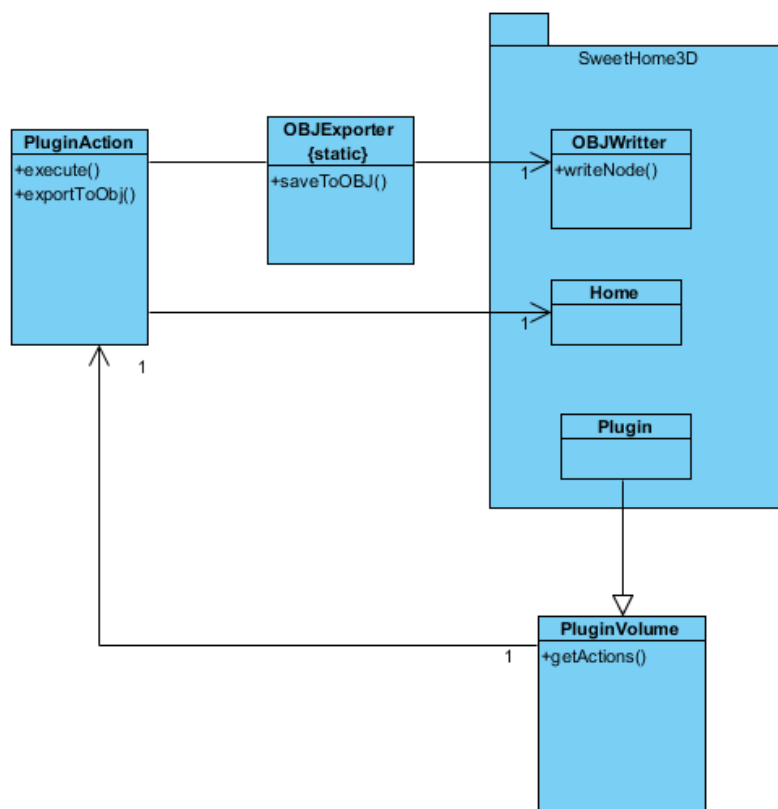 SweetHome3D
PluginAction
+execute()
+exportToObj()
OBJExporter
{static}
+saveToOBJ()
OBJWritter
+writeNode()
1
Home
1
1
Plugin
PluginVolume
+getActions()
1